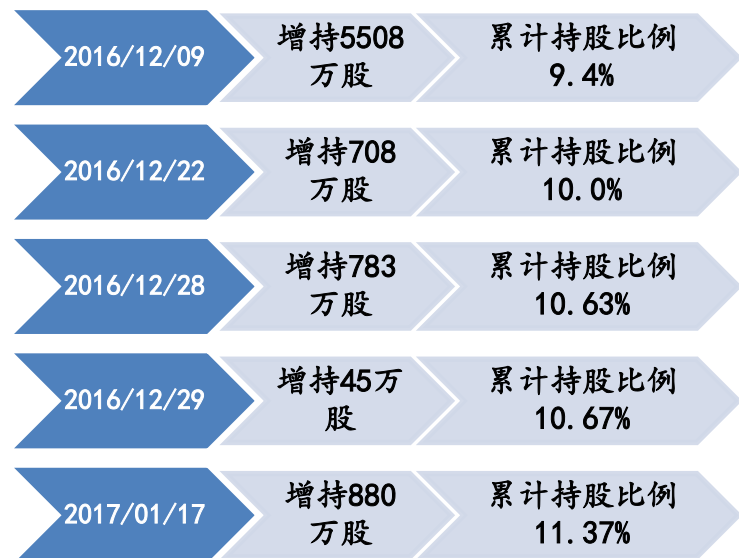 2016/12/09
增持5508
万股
累计持股比例
9.4%
2016/12/22
增持708
万股
累计持股比例
10.0%
2016/12/28
增持783
万股
累计持股比例
10.63%
2016/12/29
增持45万
股
累计持股比例
10.67%
2017/01/17
增持880
万股
累计持股比例
11.37%